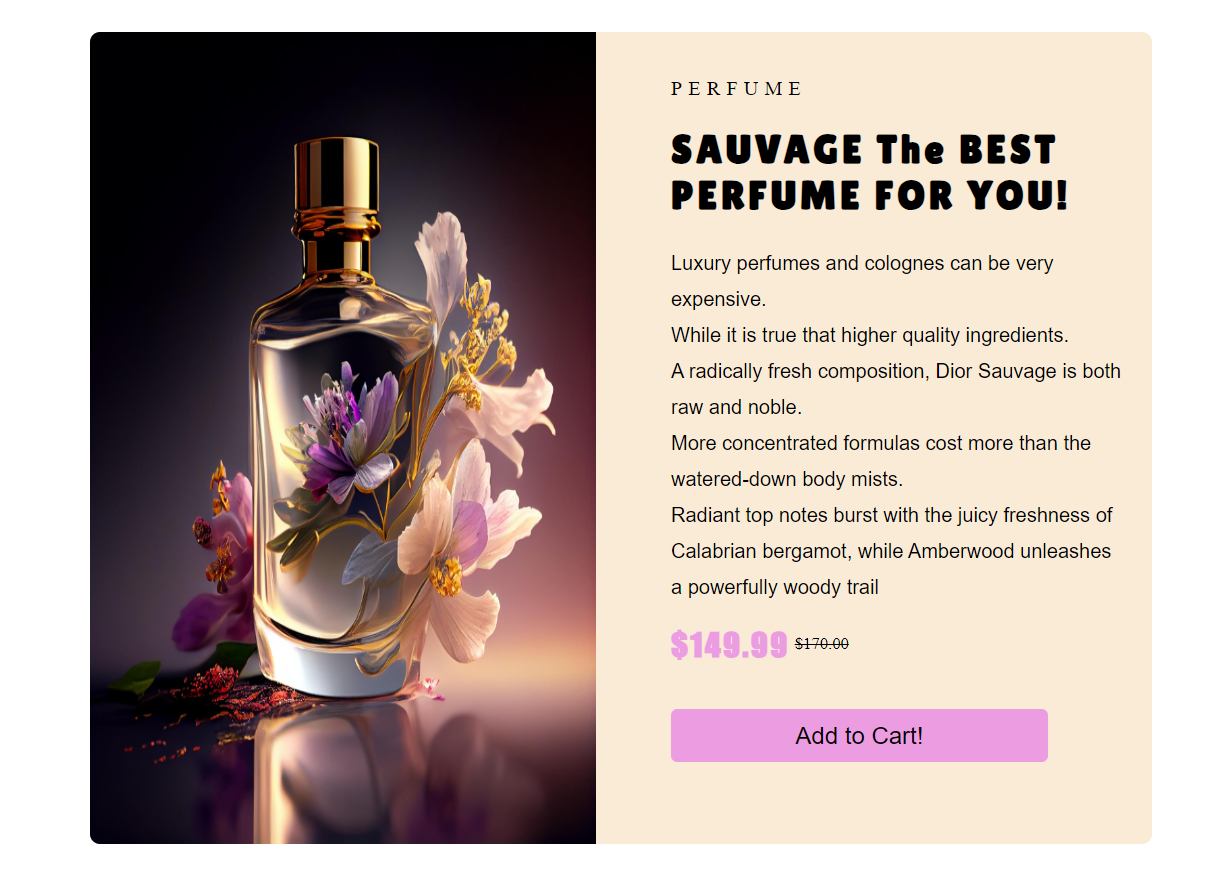 PERFUME
SAUVAGE The BEST
PERFUME FOR YOU!
Luxury perfumes and colognes can be very
expensive.
While it is true that higher quality ingredients.
A radically fresh composition, Dior Sauvage is both
raw and noble.
More concentrated formulas cost more than the
watered-down body mists.
Radiant top notes burst with the juicy freshness of
Calabrian bergamot, while Amberwood unleashes
a powerfully woody trail
$149.99 $170.00
Add to Cart!